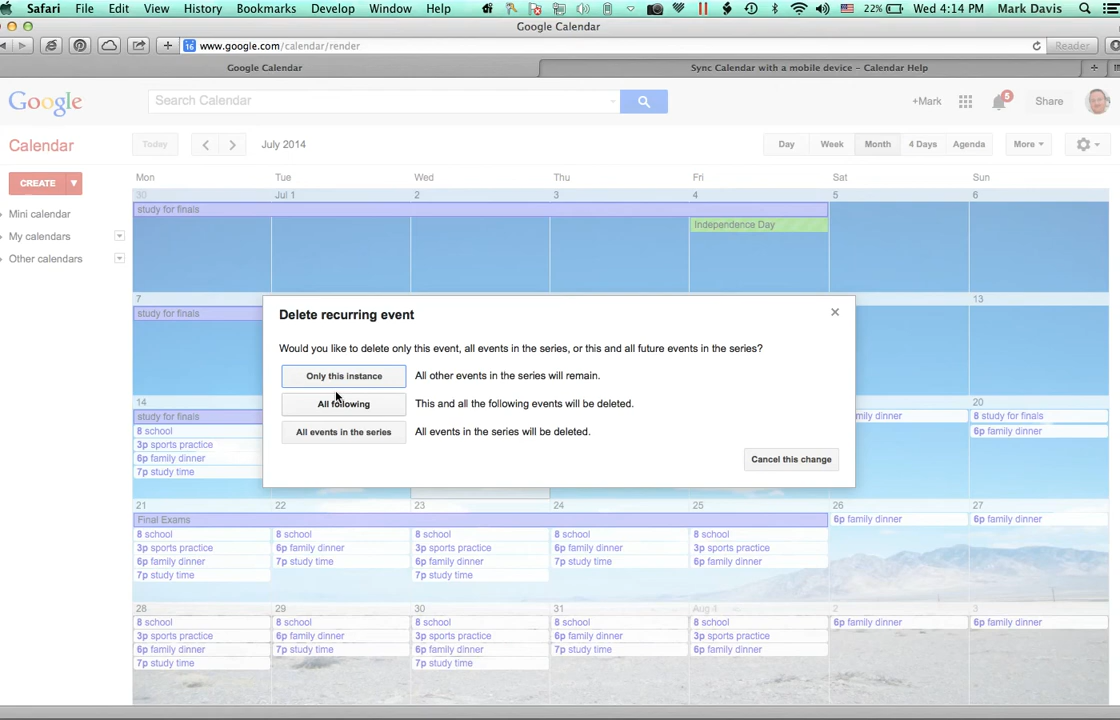 Safari File Edit View History Bookmarks Develop Window Help 22% Wed 4:14 PM Mark Davis
Google Calendar
16 www.google.com/calendar/render Reader
Google Calendar Sync Calendar with a mobile device – Calendar Help
Google Search Calendar +Mark 5 Share
Calendar Today July 2014 Day Week Month 4 Days Agenda More
CREATE
Mini calendar
My calendars
Other calendars
Mon Tue Wed Thu Fri Sat Sun
30 Jul 1 2 3 4 5 6
study for finals
Independence Day
7 13
study for finals
Delete recurring event
Would you like to delete only this event, all events in the series, or this and all future events in the series?
Only this instance All other events in the series will remain.
All following This and all the following events will be deleted.
All events in the series All events in the series will be deleted.
Cancel this change
14 20
study for finals mily dinner 8 study for finals
8 school 6p family dinner
3p sports practice
6p family dinner
7p study time
21 22 23 24 25 26 27
Final Exams 6p family dinner 6p family dinner
8 school 8 school 8 school 8 school 8 school
3p sports practice 6p family dinner 3p sports practice 6p family dinner 3p sports practice
6p family dinner 7p study time 6p family dinner 7p study time 6p family dinner
7p study time 7p study time
28 29 30 31 Aug 1 2 3
8 school 8 school 8 school 8 school 8 school 6p family dinner 6p family dinner
3p sports practice 6p family dinner 3p sports practice 6p family dinner 3p sports practice
6p family dinner 7p study time 6p family dinner 7p study time 6p family dinner
7p study time 7p study time